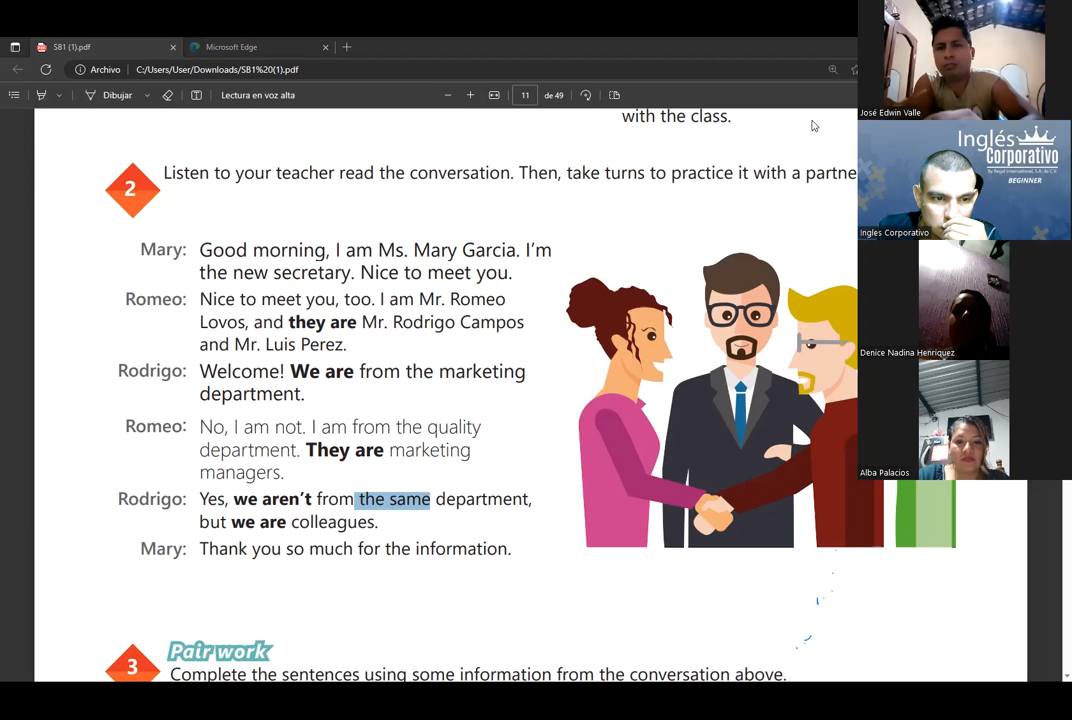 SB1 (1).pdf
Microsoft Edge
Archivo
C:/Users/User/Downloads/SB1%20(1).pdf
Dibujar
Lectura en voz alta
11
de 49
with the class.
2
Listen to your teacher read the conversation. Then, take turns to practice it with a partne
Mary: Good morning, I am Ms. Mary Garcia. I'm
the new secretary. Nice to meet you.
Romeo: Nice to meet you, too. I am Mr. Romeo
Lovos, and they are Mr. Rodrigo Campos
and Mr. Luis Perez.
Rodrigo: Welcome! We are from the marketing
department.
Romeo: No, I am not. I am from the quality
department. They are marketing
managers.
Rodrigo: Yes, we aren't from the same department,
but we are colleagues.
Mary: Thank you so much for the information.
3
Pair work
Complete the sentences using some information from the conversation above.
José Edwin Valle
Inglés
Corporativo
By Regal International, S.A. de C.V.
BEGINNER
Ingles Corporativo
Denice Nadina Henriquez
Alba Palacios